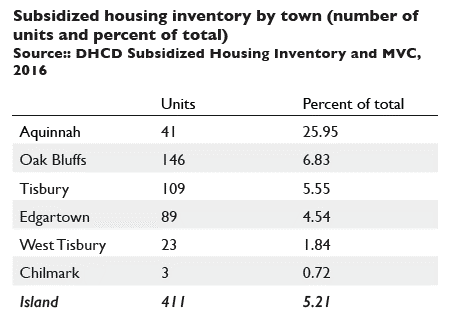 Subsidized housing inventory by town (number of
units and percent of total)
Source:: DHCD Subsidized Housing Inventory and MVC,
2016
Units Percent of total
Aquinnah 41 25.95
Oak Bluffs 146 6.83
Tisbury 109 5.55
Edgartown 89 4.54
West Tisbury 23 1.84
Chilmark 3 0.72
Island 411 5.21